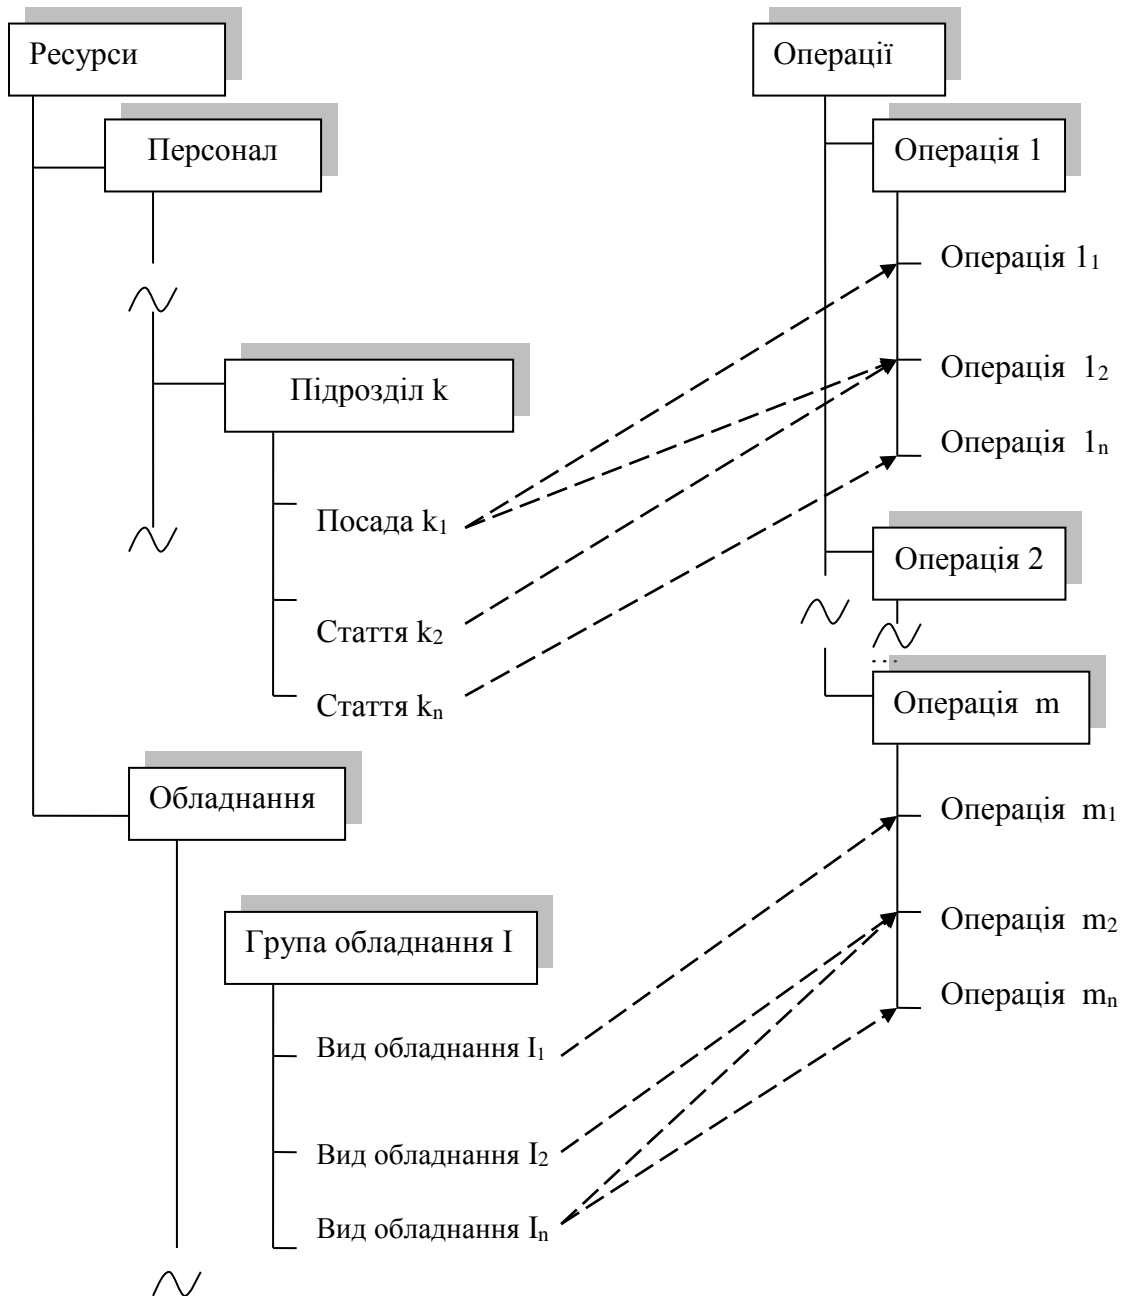 Ресурси
Персонал
Підрозділ k
Посада k₁
Стаття k₂
Стаття kₙ
Обладнання
Група обладнання I
Вид обладнання I₁
Вид обладнання I₂
Вид обладнання Iₙ
Операції
Операція 1
Операція 1₁
Операція 1₂
Операція 1ₙ
Операція 2
...
Операція m
Операція m₁
Операція m₂
Операція mₙ